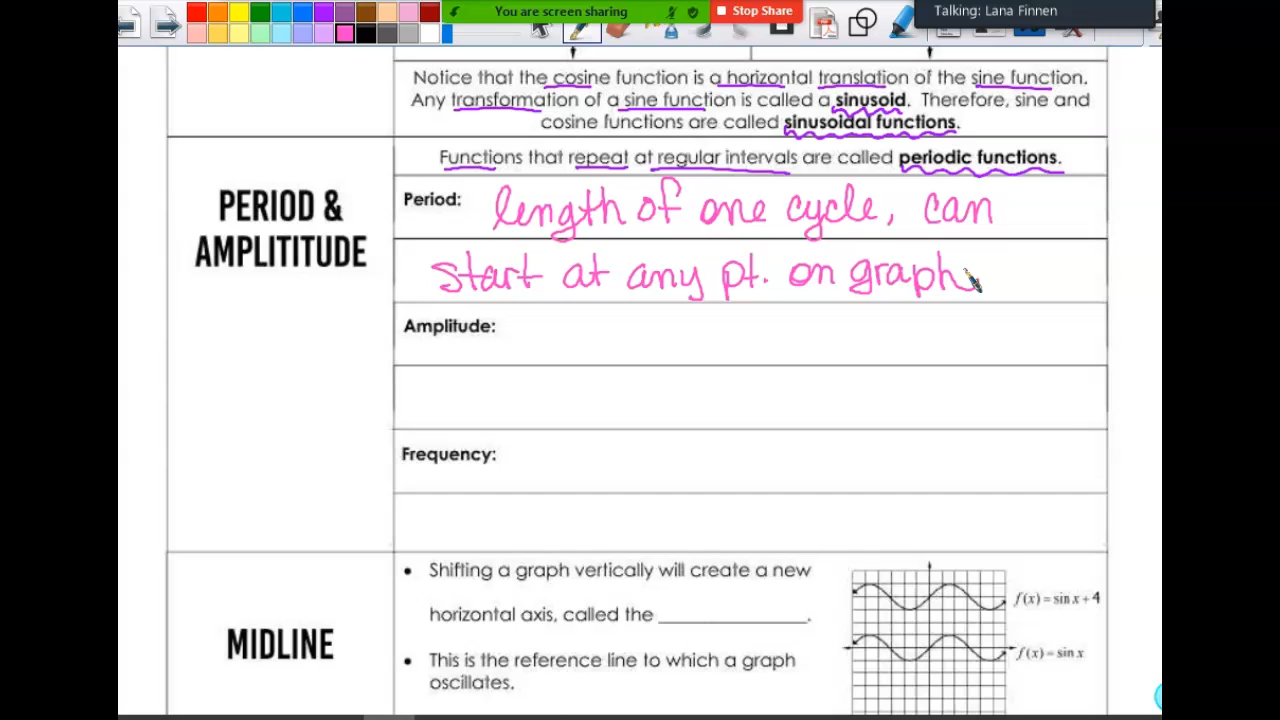 You are screen sharing
Stop Share
Talking: Lana Finnen
Notice that the cosine function is a horizontal translation of the sine function.
Any transformation of a sine function is called a sinusoid. Therefore, sine and
cosine functions are called sinusoidal functions.
PERIOD &
AMPLITITUDE
Functions that repeat at regular intervals are called periodic functions.
Period: length of one cycle, can
start at any pt. on graph
Amplitude:
Frequency:
MIDLINE
• Shifting a graph vertically will create a new
horizontal axis, called the _______________.
• This is the reference line to which a graph
oscillates.
f(x) = sin x + 4
f(x) = sin x